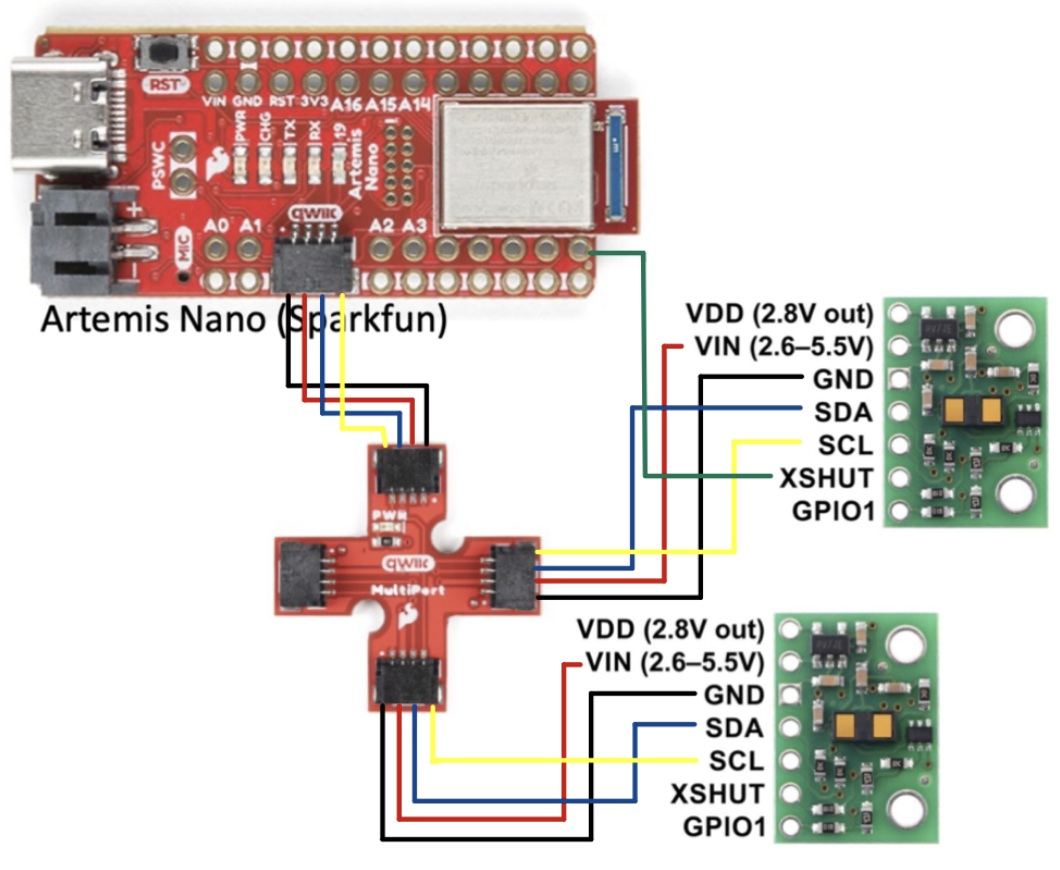 RST
VIN GND RST 3V3 A16 A15 A14
PWR
CHG
TX
RX
19
Artemis
Nano
PSWC
qwiic
A0 A1 A2 A3
MIC
Artemis Nano (Sparkfun)
VDD (2.8V out)
VIN (2.6–5.5V)
GND
SDA
SCL
XSHUT
GPIO1
PWR
qwiic
MultiPort
VDD (2.8V out)
VIN (2.6–5.5V)
GND
SDA
SCL
XSHUT
GPIO1